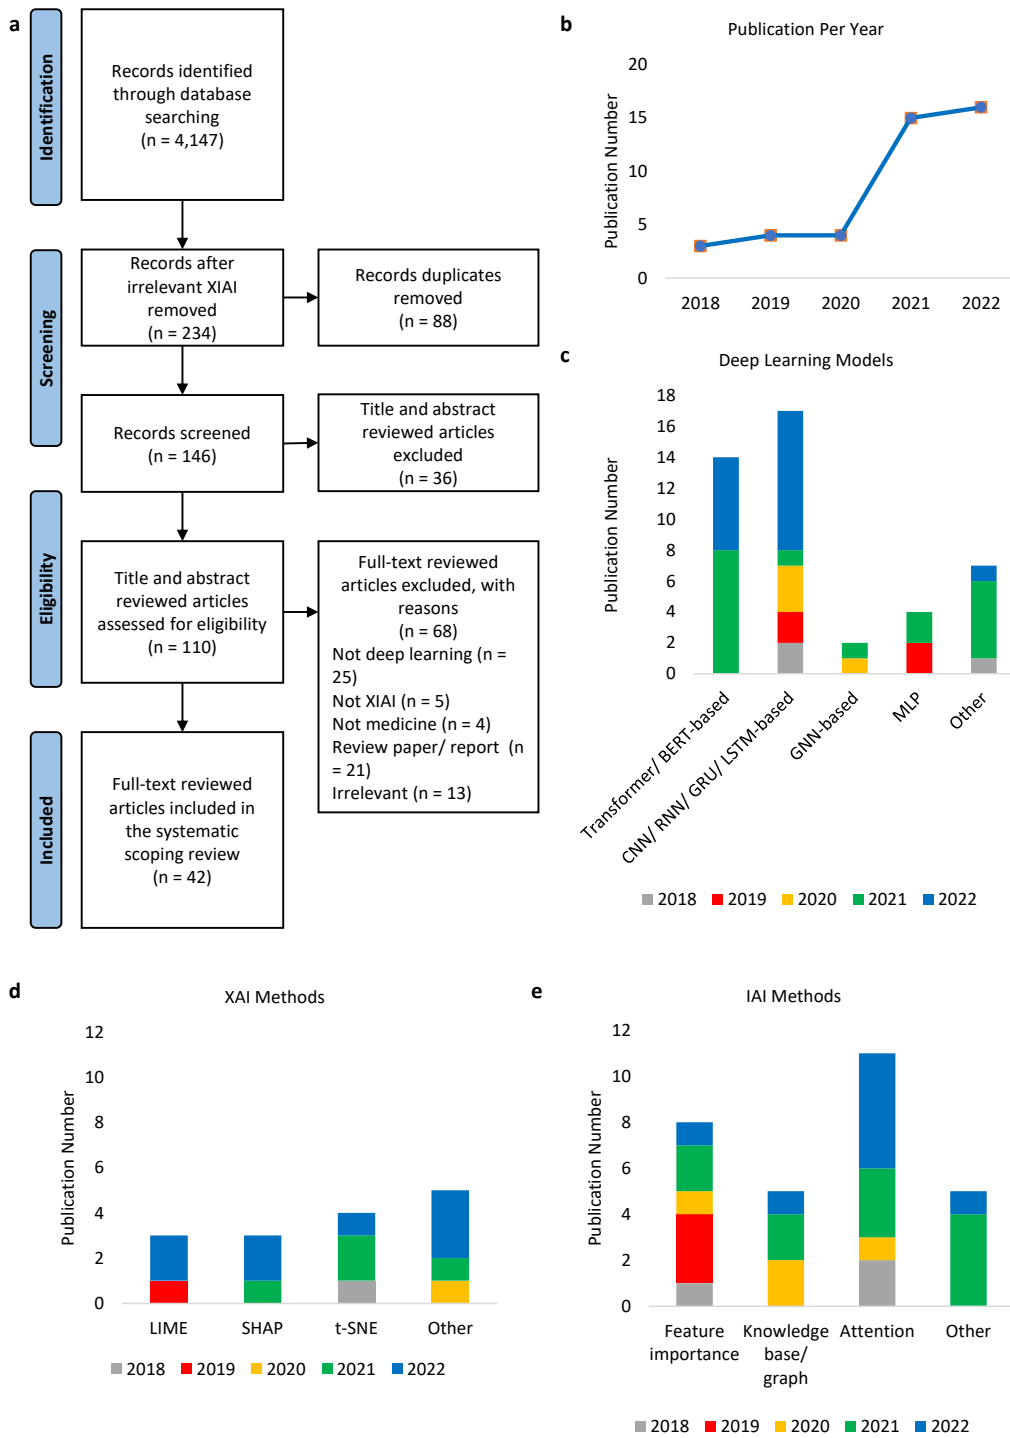 a
Identification
Records identified
through database
searching
(n = 4,147)
Screening
Records after
irrelevant XIAI
removed
(n = 234)
Records duplicates
removed
(n = 88)
Records screened
(n = 146)
Title and abstract
reviewed articles
excluded
(n = 36)
Eligibility
Title and abstract
reviewed articles
assessed for eligibility
(n = 110)
Full-text reviewed
articles excluded, with
reasons
(n = 68)
Not deep learning (n =
25)
Not XIAI (n = 5)
Not medicine (n = 4)
Review paper/ report (n
= 21)
Irrelevant (n = 13)
Included
Full-text reviewed
articles included in
the systematic
scoping review
(n = 42)
b
Publication Per Year
Publication Number
20
15
10
5
0
2018 2019 2020 2021 2022
c
Deep Learning Models
Publication Number
18
16
14
12
10
8
6
4
2
0
Transformer/ BERT-based
CNN/ RNN/ GRU/ LSTM-based
GNN-based
MLP
Other
2018 2019 2020 2021 2022
d
XAI Methods
Publication Number
12
10
8
6
4
2
0
LIME SHAP t-SNE Other
2018 2019 2020 2021 2022
e
IAI Methods
Publication Number
12
10
8
6
4
2
0
Feature
importance
Knowledge
base/
graph
Attention
Other
2018 2019 2020 2021 2022